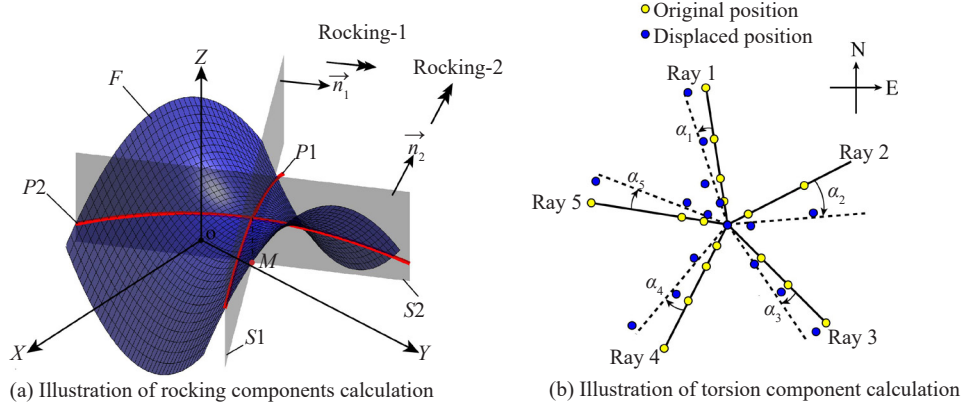 Z
F
Rocking-1
n₁
Rocking-2
n₂
P1
P2
o
M
S2
S1
X
Y
(a) Illustration of rocking components calculation
Original position
Displaced position
N
E
Ray 1
α₁
Ray 2
α₂
α₅
Ray 5
α₄
α₃
Ray 3
Ray 4
(b) Illustration of torsion component calculation